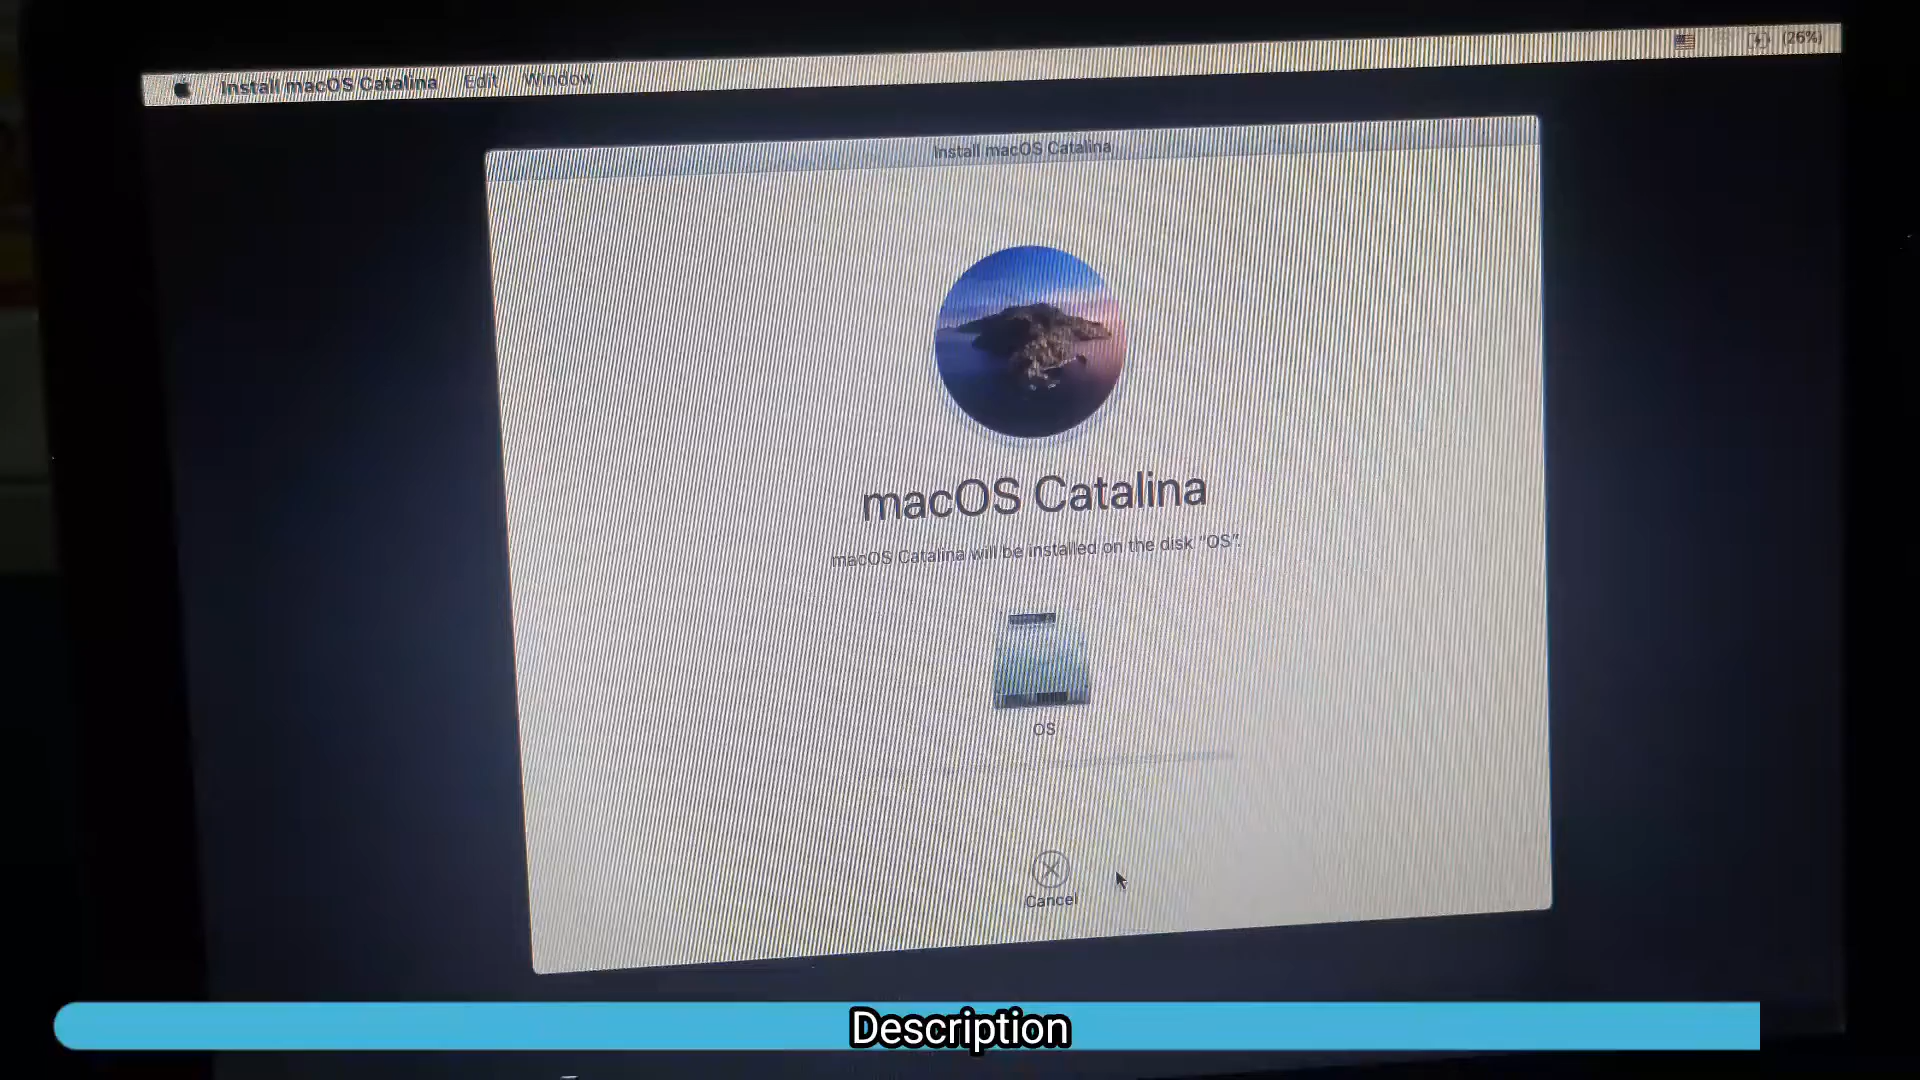 Install macOS Catalina Edit Window (26%)
Install macOS Catalina
macOS Catalina
macOS Catalina will be installed on the disk “OS”.
OS
Cancel
Description